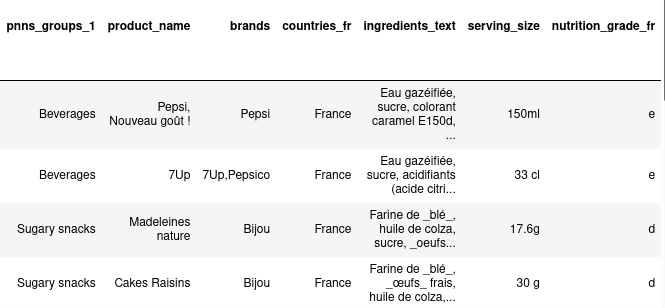 pnns_groups_1 product_name brands countries_fr ingredients_text serving_size nutrition_grade_fr
Beverages Pepsi, Nouveau goût ! Pepsi France Eau gazéifiée, sucre, colorant caramel E150d, ... 150ml e
Beverages 7Up 7Up,Pepsico France Eau gazéifiée, sucre, acidifiants (acide citri... 33 cl e
Sugary snacks Madeleines nature Bijou France Farine de _blé_, huile de colza, sucre, _oeufs... 17.6g d
Sugary snacks Cakes Raisins Bijou France Farine de _blé_, _œufs_ frais, huile de colza,... 30 g d